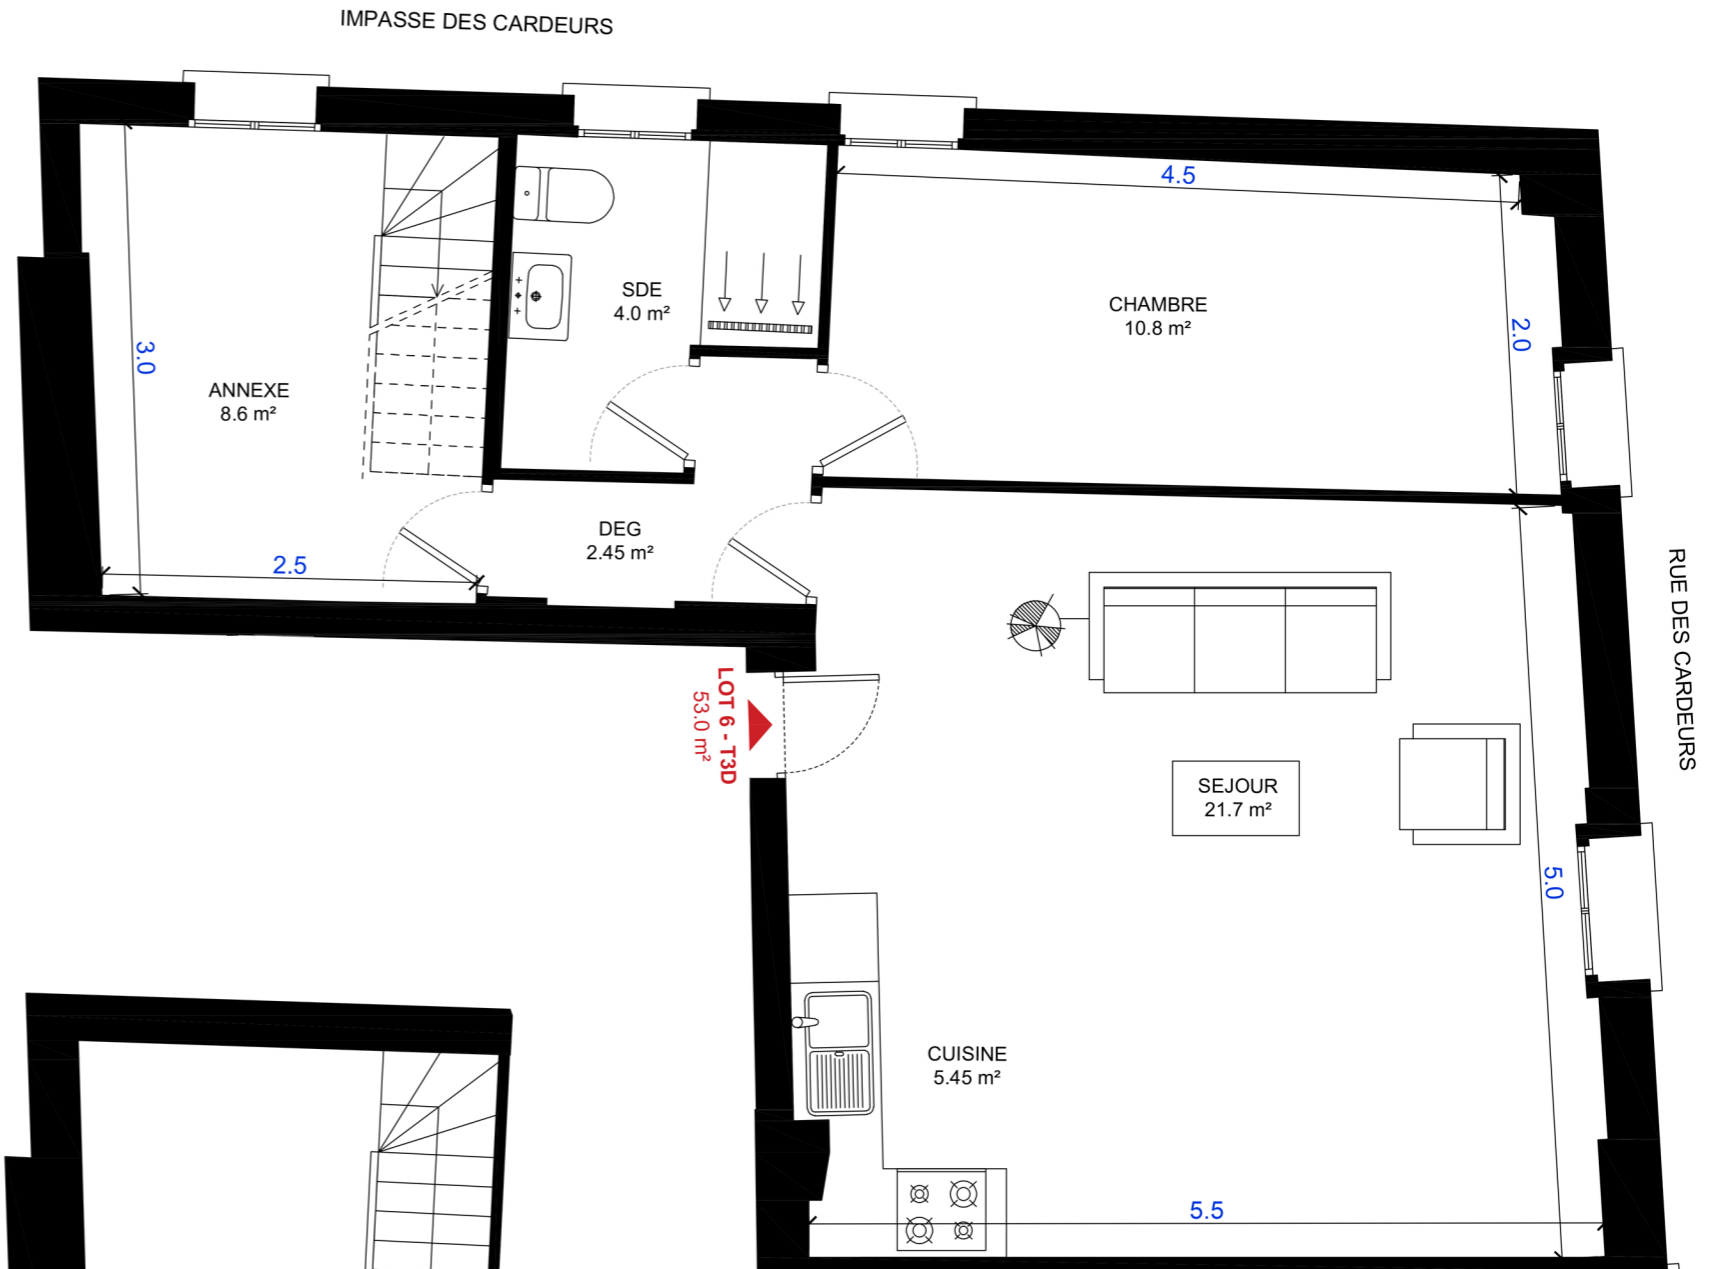 IMPASSE DES CARDEURS
4.5
SDE
4.0 m²
CHAMBRE
10.8 m²
2.0
3.0
ANNEXE
8.6 m²
DEG
2.45 m²
2.5
RUE DES CARDEURS
LOT 6 - T3D
53.0 m²
SEJOUR
21.7 m²
5.0
CUISINE
5.45 m²
5.5